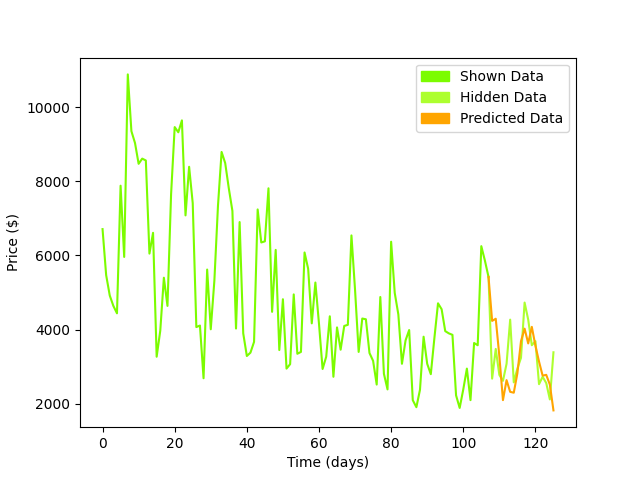 Shown Data
Hidden Data
Predicted Data
10000
8000
6000
4000
2000
Price ($)
0 20 40 60 80 100 120
Time (days)